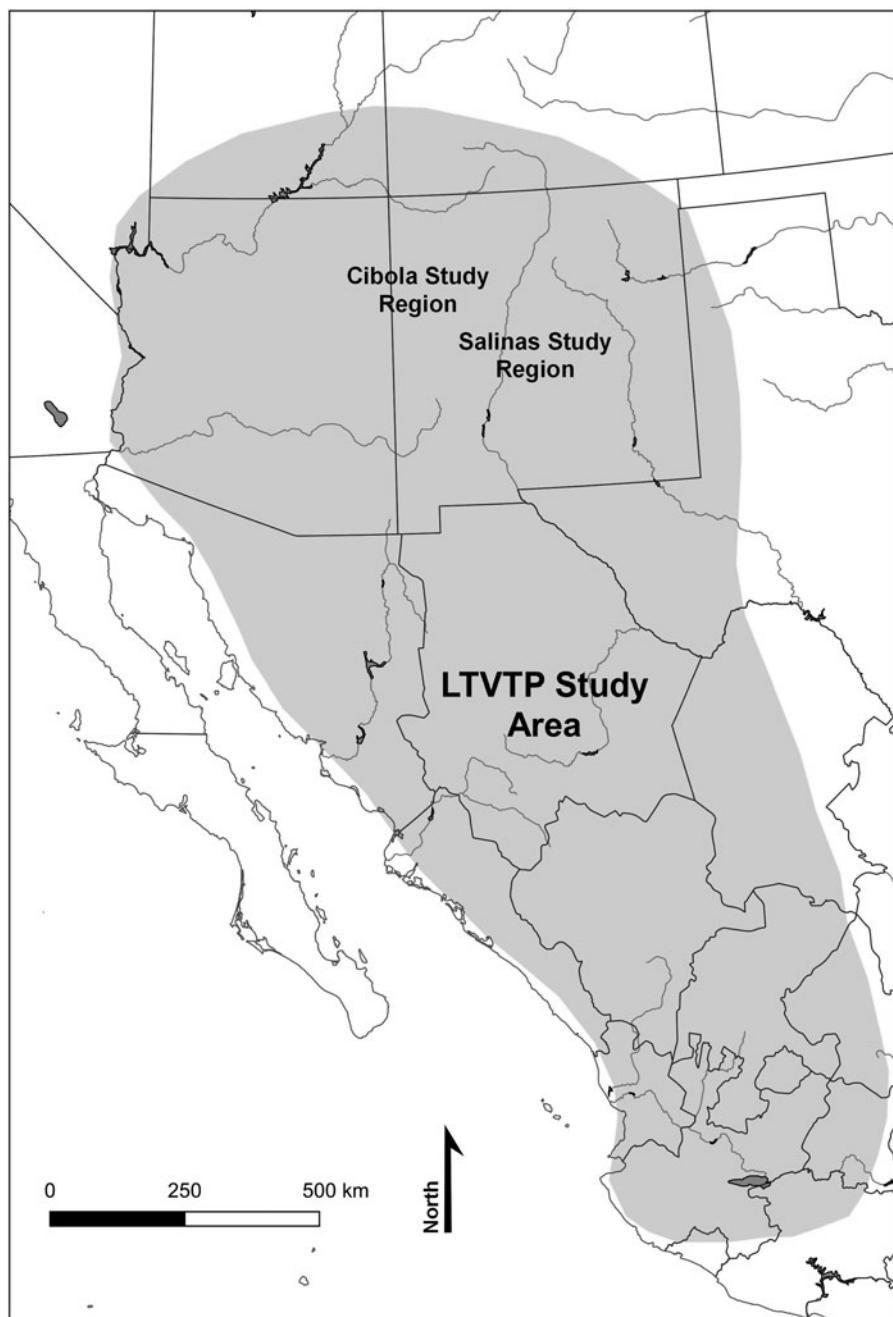 Cibola Study
Region
Salinas Study
Region
LTVTP Study
Area
0 250 500 km
North